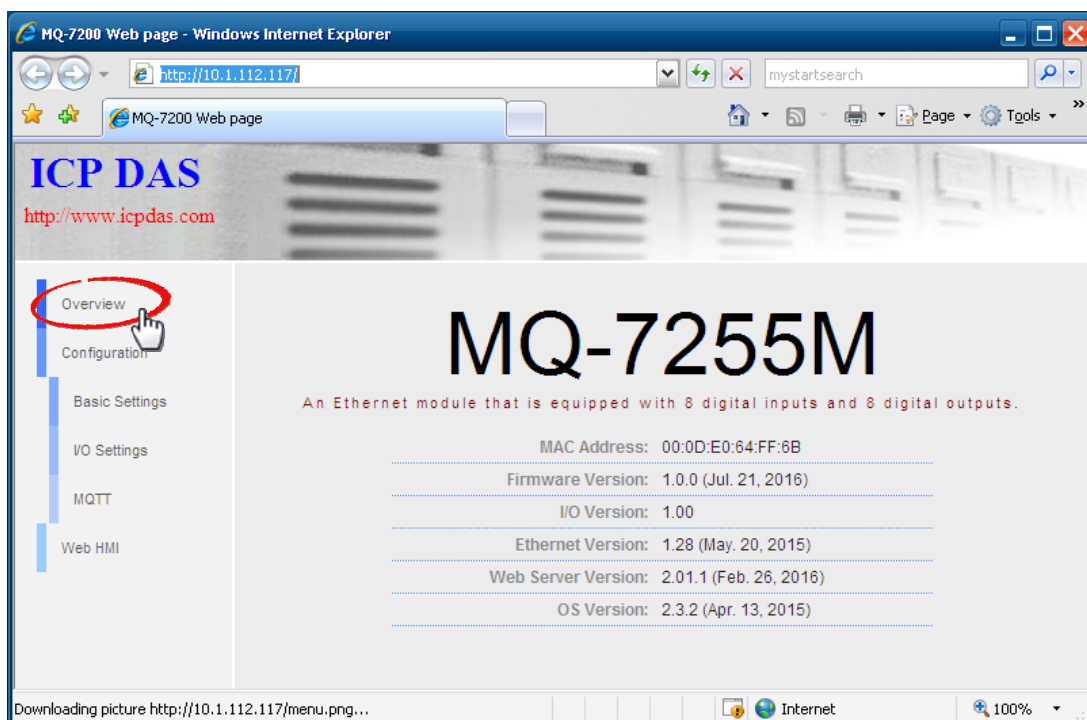 MQ-7200 Web page - Windows Internet Explorer
http://10.1.112.117/
mystartsearch
MQ-7200 Web page
Page
Tools
ICP DAS
http://www.icpdas.com
Overview
Configuration
Basic Settings
I/O Settings
MQTT
Web HMI
MQ-7255M
An Ethernet module that is equipped with 8 digital inputs and 8 digital outputs.
MAC Address: 00:0D:E0:64:FF:6B
Firmware Version: 1.0.0 (Jul. 21, 2016)
I/O Version: 1.00
Ethernet Version: 1.28 (May. 20, 2015)
Web Server Version: 2.01.1 (Feb. 26, 2016)
OS Version: 2.3.2 (Apr. 13, 2015)
Downloading picture http://10.1.112.117/menu.png...
Internet
100%